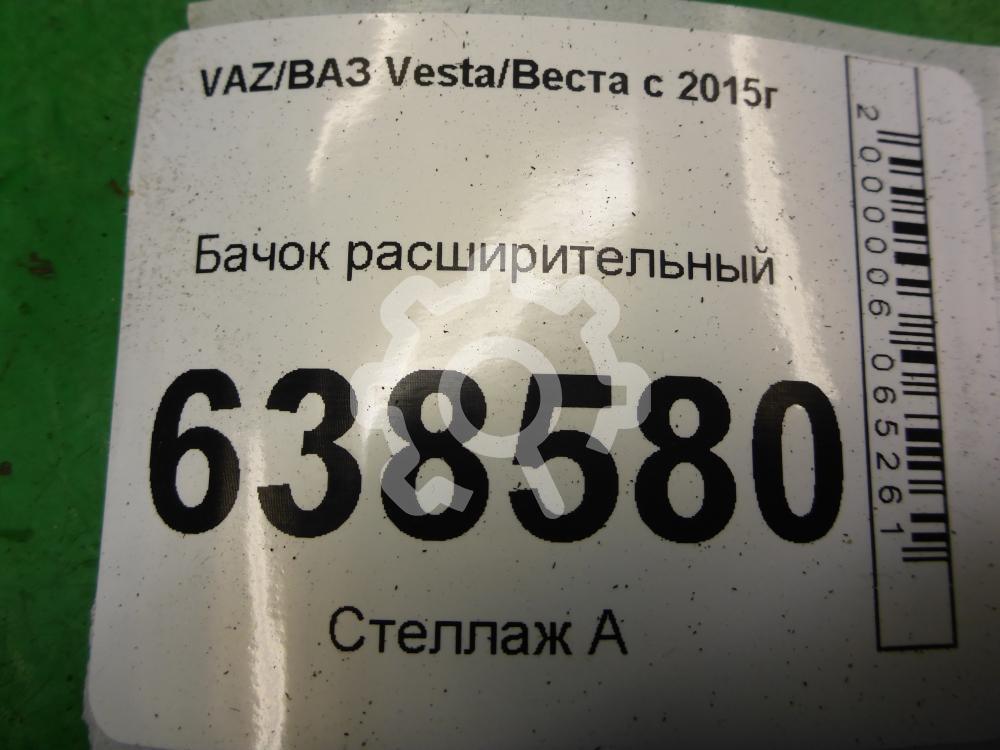 VAZ/ВАЗ Vesta/Веста с 2015г
Бачок расширительный
638580
Стеллаж А
2000006065261